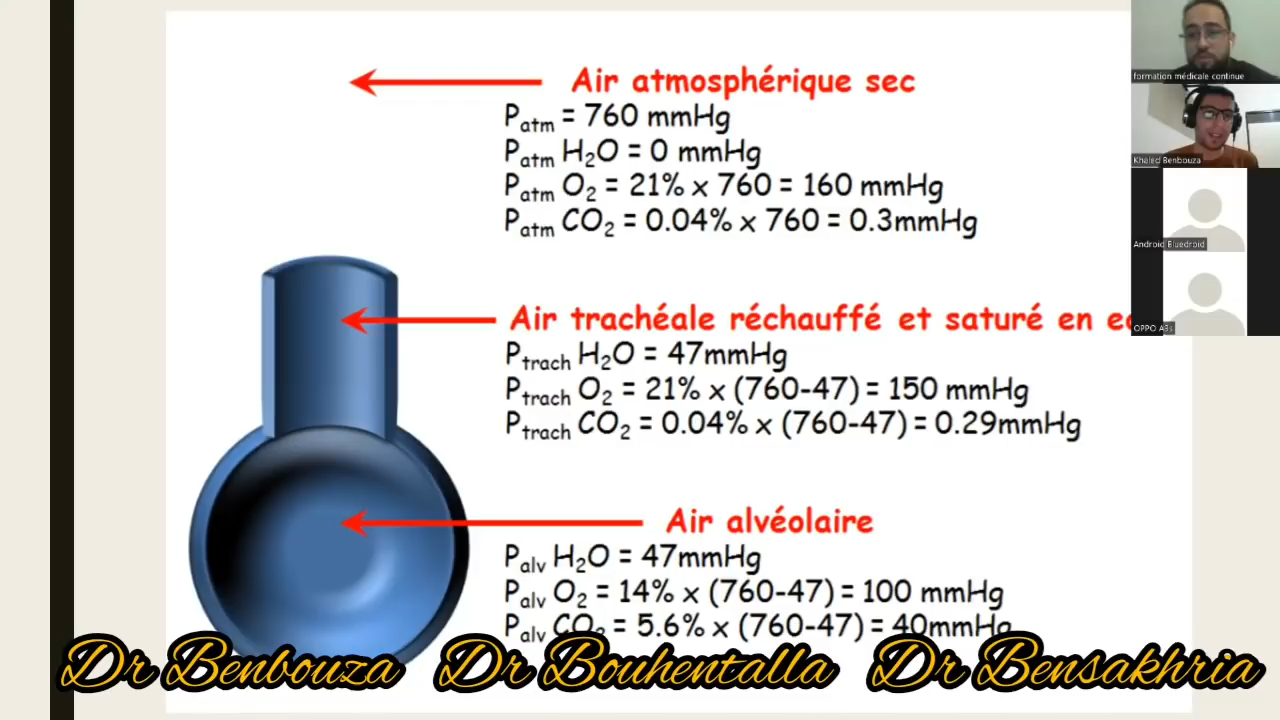 Air atmosphérique sec
Patm = 760 mmHg
Patm H2O = 0 mmHg
Patm O2 = 21% x 760 = 160 mmHg
Patm CO2 = 0.04% x 760 = 0.3mmHg
Air trachéale réchauffé et saturé en
Ptrach H2O = 47mmHg
Ptrach O2 = 21% x (760-47) = 150 mmHg
Ptrach CO2 = 0.04% x (760-47) = 0.29mmHg
Air alvéolaire
Palv H2O = 47mmHg
Palv O2 = 14% x (760-47) = 100 mmHg
Palv CO2 = 5.6% x (760-47) = 40mmHg
Dr Benbouza Dr Bouhentalla Dr Bensakhria
formation médicale continue
Khaled Benbouza
Android Bluedroid
OPPO